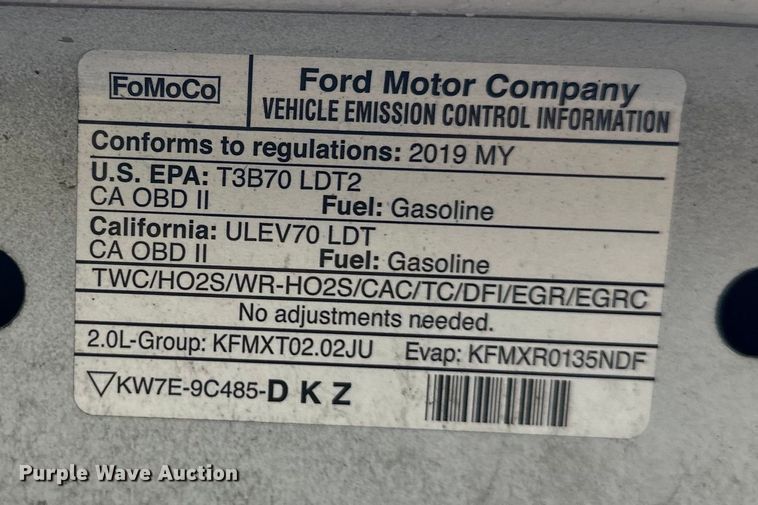 FoMoCo
Ford Motor Company
VEHICLE EMISSION CONTROL INFORMATION
Conforms to regulations: 2019 MY
U.S. EPA: T3B70 LDT2
CA OBD II Fuel: Gasoline
California: ULEV70 LDT
CA OBD II Fuel: Gasoline
TWC/HO2S/WR-HO2S/CAC/TC/DFI/EGR/EGRC
No adjustments needed.
2.0L-Group: KFMXT02.02JU Evap: KFMXR0135NDF
▽KW7E-9C485-D K Z
Purple Wave Auction